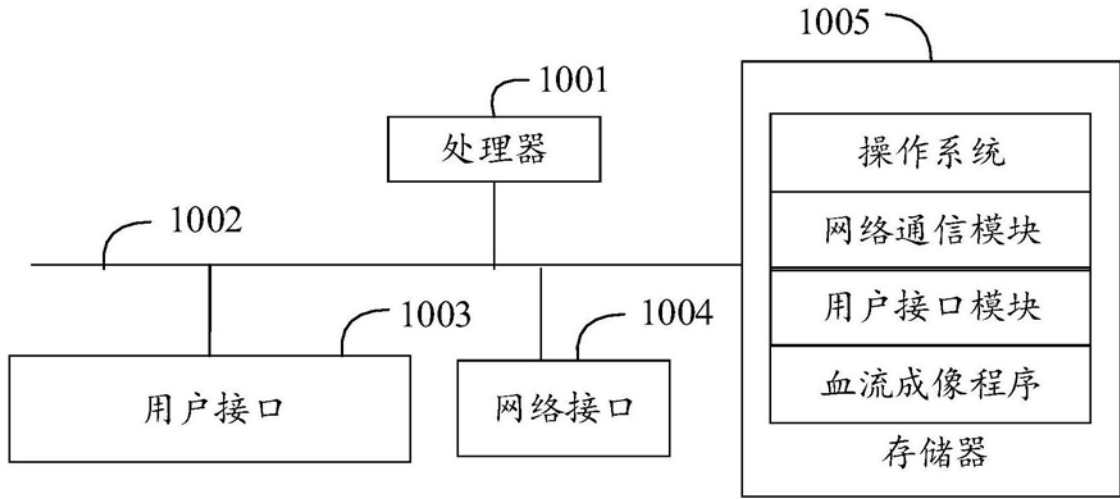 1005
1001
处理器
操作系统
1002
网络通信模块
1003
1004
用户接口模块
用户接口
网络接口
血流成像程序
存储器